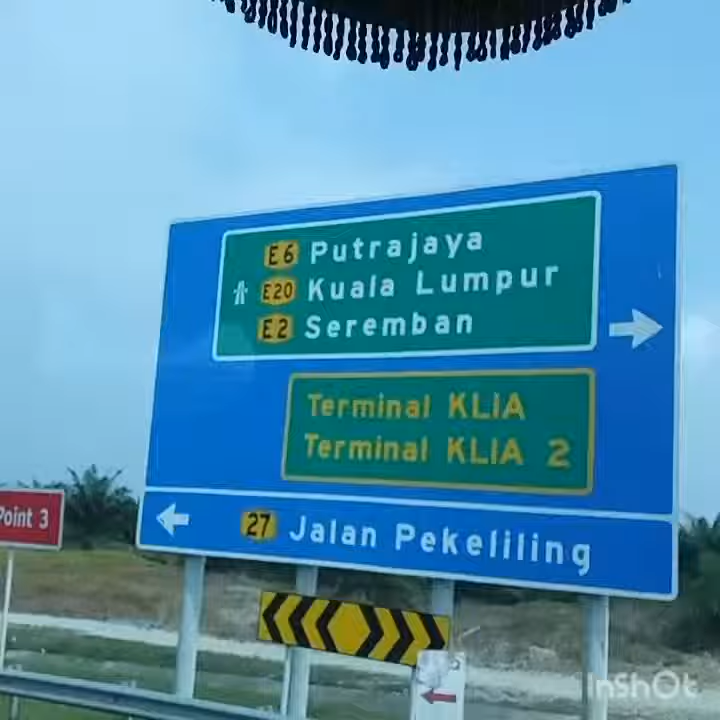 E6 Putrajaya
E20 Kuala Lumpur
E2 Seremban
Terminal KLIA
Terminal KLIA 2
27 Jalan Pekeliling
Point 3
InShOt